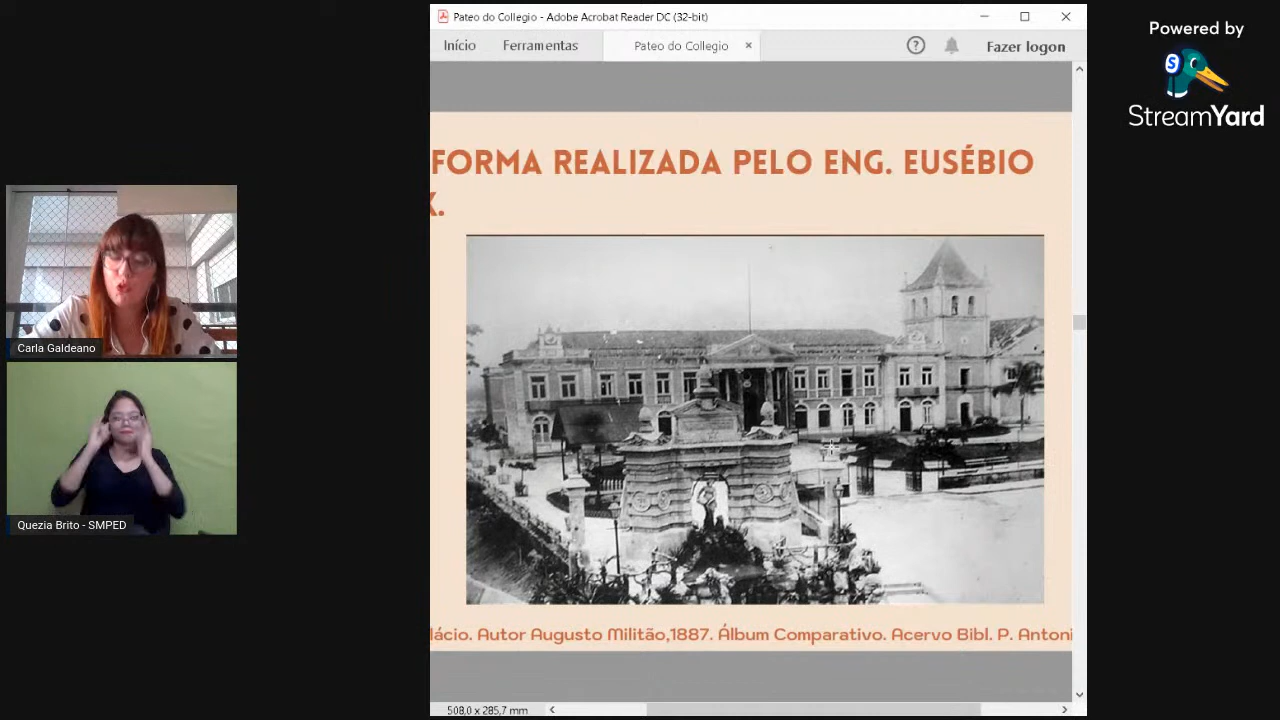 Pateo do Collegio - Adobe Acrobat Reader DC (32-bit)
Início Ferramentas Pateo do Collegio × ? Fazer logon
FORMA REALIZADA PELO ENG. EUSÉBIO
X.
lácio. Autor Augusto Militão,1887. Álbum Comparativo. Acervo Bibl. P. Antoni
508,0 x 285,7 mm
Carla Galdeano
Quezia Brito - SMPED
Powered by
S
StreamYard